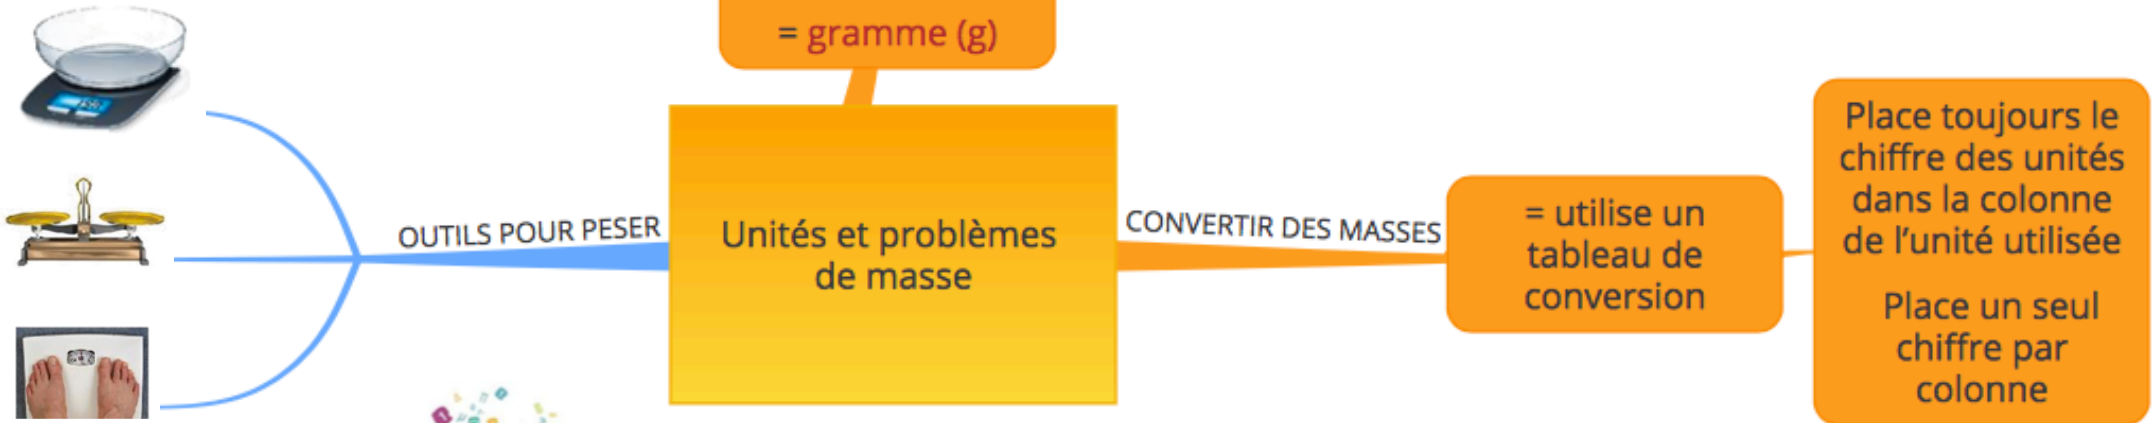 = gramme (g)
OUTILS POUR PESER
Unités et problèmes
de masse
CONVERTIR DES MASSES
= utilise un
tableau de
conversion
Place toujours le
chiffre des unités
dans la colonne
de l’unité utilisée
Place un seul
chiffre par
colonne